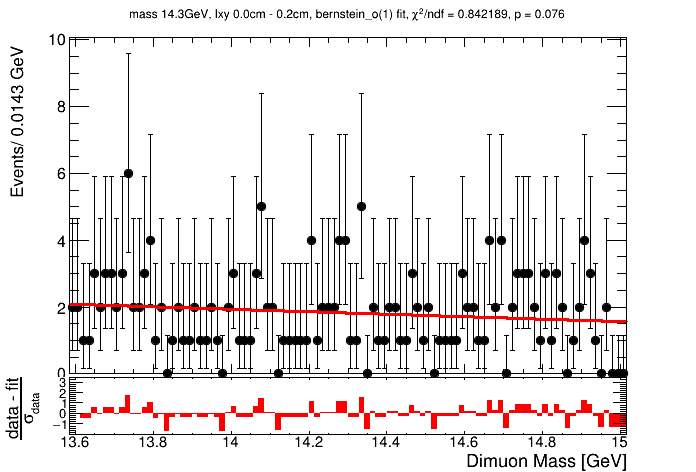 mass 14.3GeV, lxy 0.0cm - 0.2cm, bernstein_o(1) fit, χ²/ndf = 0.842189, p = 0.076
Events/ 0.0143 GeV
10
8
6
4
2
0
data - fit
σdata
3
2
1
0
−1
13.6 13.8 14 14.2 14.4 14.6 14.8 15
Dimuon Mass [GeV]